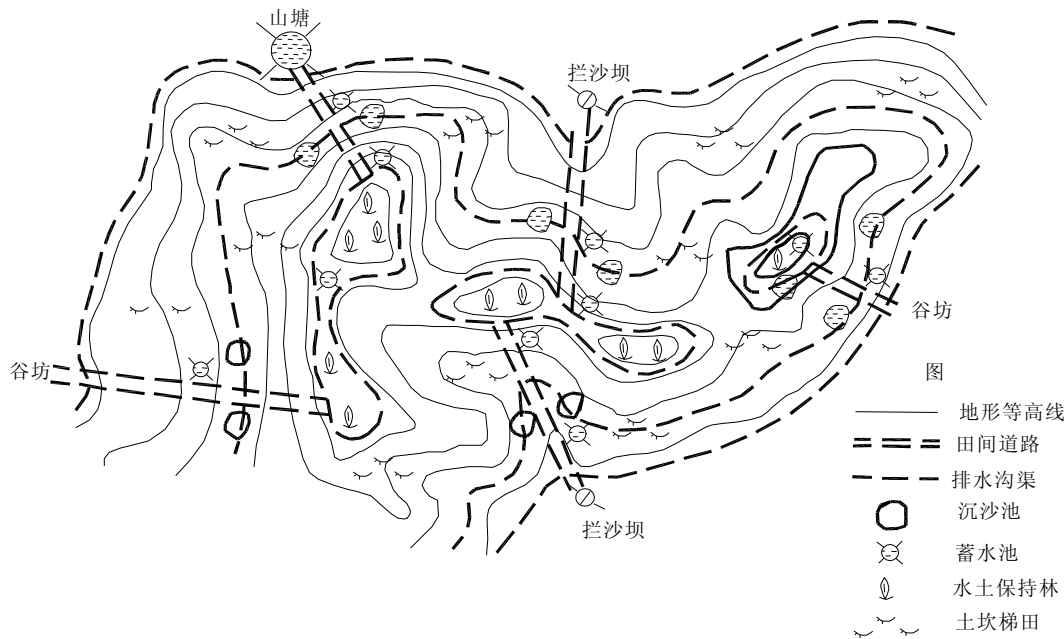 山塘
拦沙坝
谷坊
谷坊
拦沙坝
图
地形等高线
田间道路
排水沟渠
沉沙池
蓄水池
水土保持林
土坎梯田